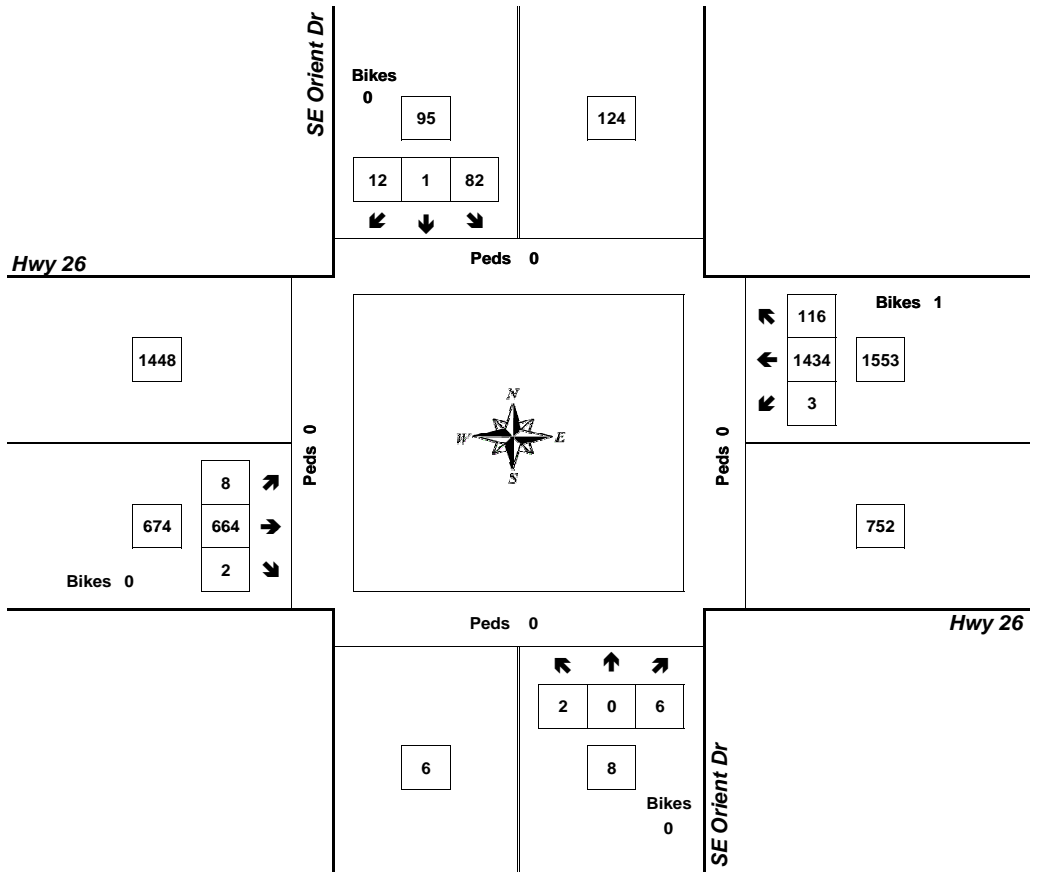 SE Orient Dr
Bikes
0
95
124
12 1 82
Peds 0
Hwy 26
Bikes 1
116
1448
1434 1553
3
N
W E
S
Peds 0
Peds 0
8
674 664
2
752
Bikes 0
Peds 0
Hwy 26
2 0 6
6
8
Bikes
0
SE Orient Dr